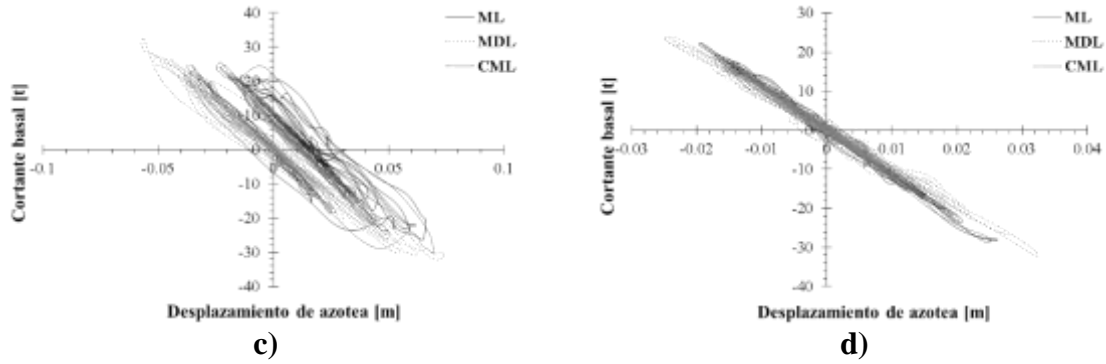 40
30
20
10
0
-10
-20
-30
-40
-0.1
-0.05
0
0.05
0.1
Cortante basal [t]
Desplazamiento de azotea [m]
ML
MDL
CML
c)
40
30
20
10
0
-10
-20
-30
-40
-0.03
-0.02
-0.01
0
0.01
0.02
0.03
0.04
Cortante basal [t]
Desplazamiento de azotea [m]
ML
MDL
CML
d)